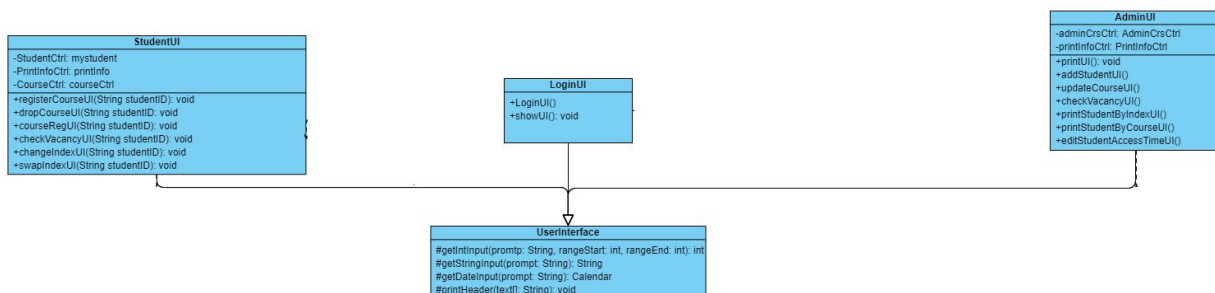 StudentUI
-StudentCtrl: mystudent
-PrintInfoCtrl: printInfo
-CourseCtrl: courseCtrl
+registerCourseUI(String studentID): void
+dropCourseUI(String studentID): void
+courseRegUI(String studentID): void
+checkVacancyUI(String studentID): void
+changeIndexUI(String studentID): void
+swapIndexUI(String studentID): void
LoginUI
+LoginUI()
+showUI(): void
AdminUI
-adminCrsCtrl: AdminCrsCtrl
-printInfoCtrl: PrintInfoCtrl
+printUI(): void
+addStudentUI()
+updateCourseUI()
+checkVacancyUI()
+printStudentByIndexUI()
+printStudentByCourseUI()
+editStudentAccessTimeUI()
UserInterface
#getIntInput(promtp: String, rangeStart: int, rangeEnd: int): int
#getStringInput(prompt: String): String
#getDateInput(prompt: String): Calendar
#printHeader(text[]: String): void